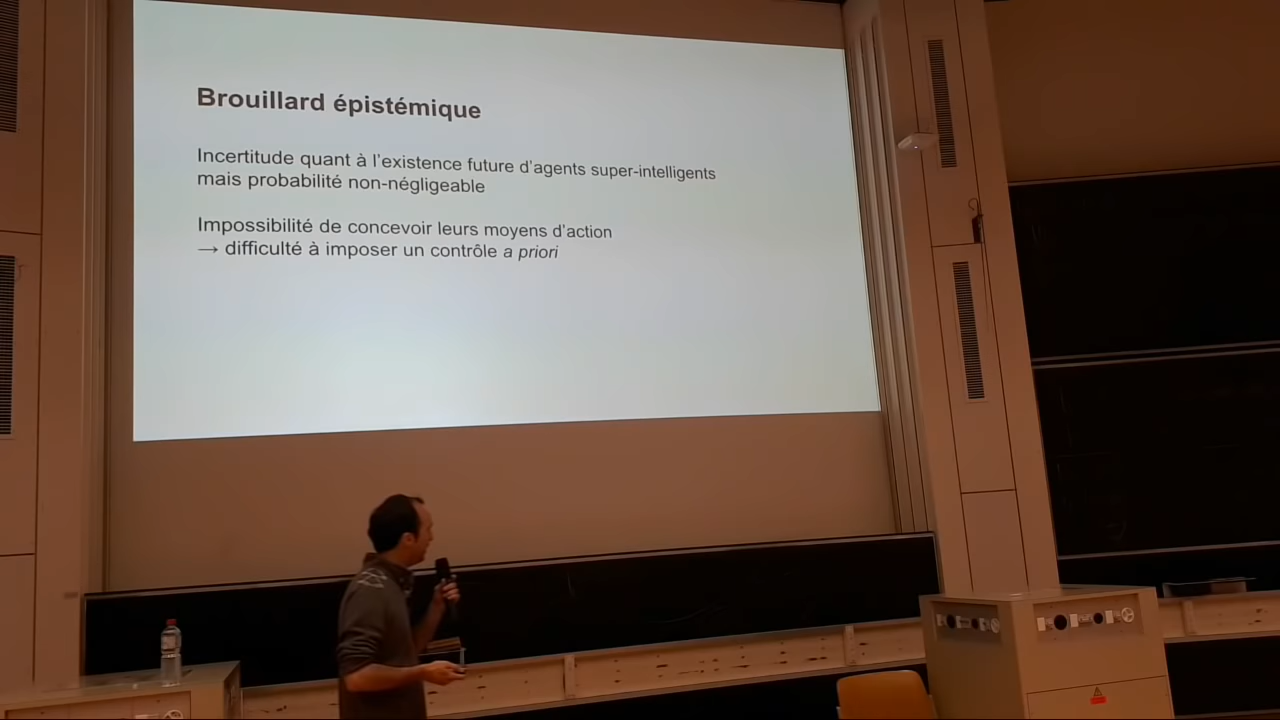 Brouillard épistémique
Incertitude quant à l'existence future d'agents super-intelligents
mais probabilité non-négligeable
Impossibilité de concevoir leurs moyens d'action
→ difficulté à imposer un contrôle a priori